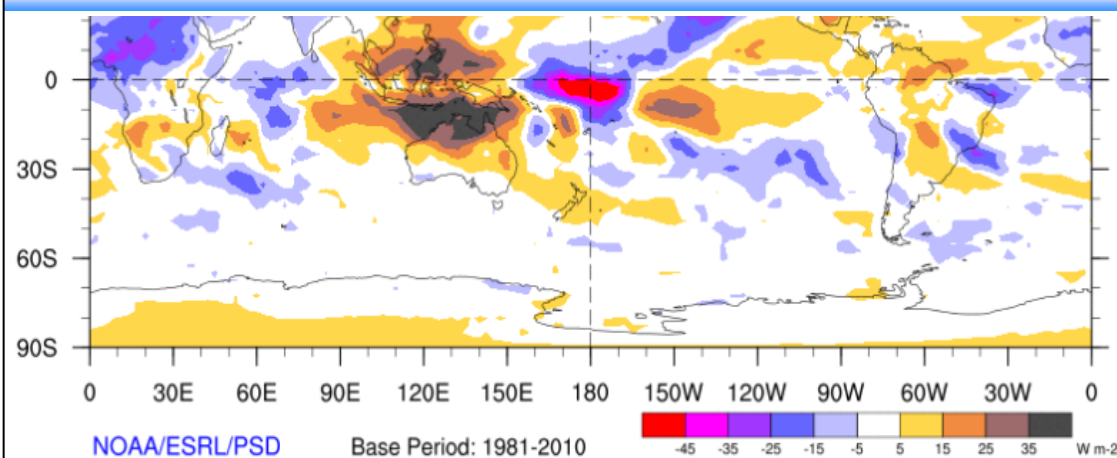 0
30S
60S
90S
0 30E 60E 90E 120E 150E 180 150W 120W 90W 60W 30W 0
NOAA/ESRL/PSD Base Period: 1981-2010
-45 -35 -25 -15 -5 5 15 25 35 W m-2